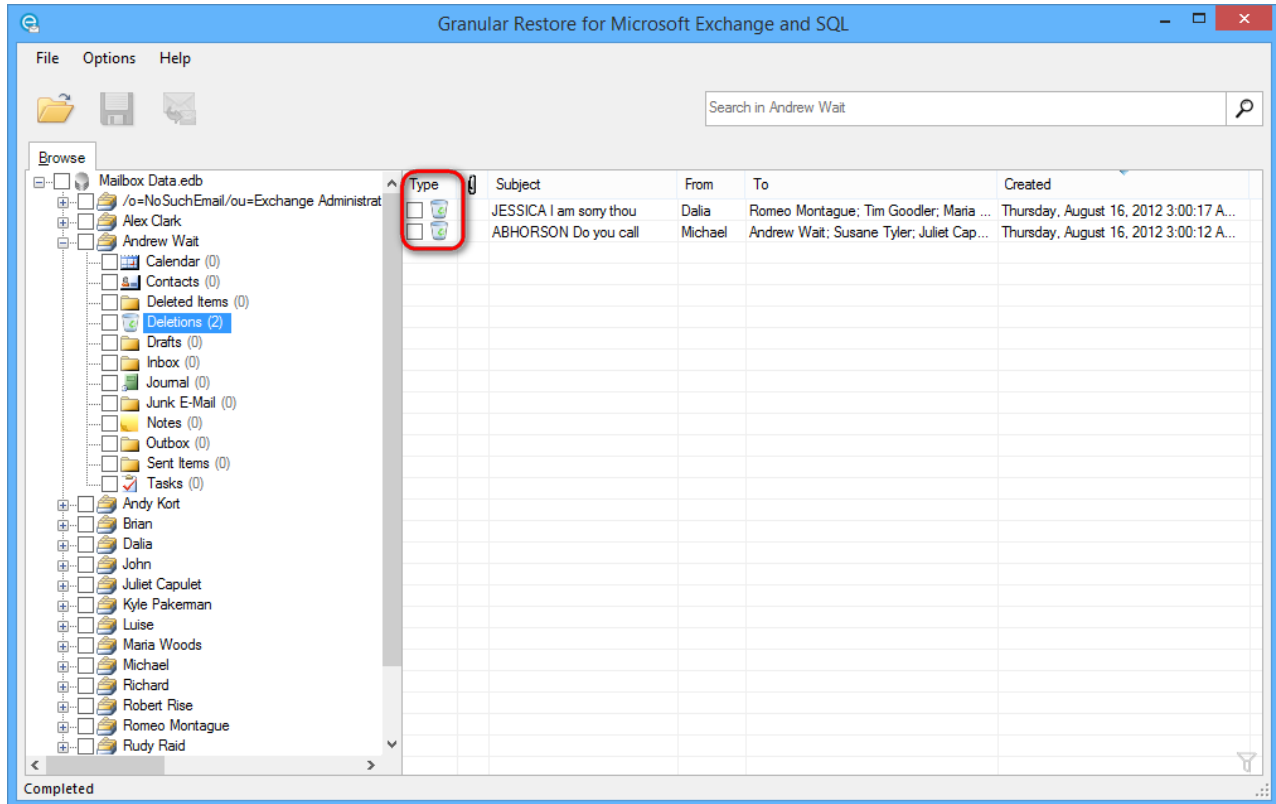 Granular Restore for Microsoft Exchange and SQL
File Options Help
Search in Andrew Wait
Browse
Mailbox Data.edb
/o=NoSuchEmail/ou=Exchange Administrat
Alex Clark
Andrew Wait
Calendar (0)
Contacts (0)
Deleted Items (0)
Deletions (2)
Drafts (0)
Inbox (0)
Journal (0)
Junk E-Mail (0)
Notes (0)
Outbox (0)
Sent Items (0)
Tasks (0)
Andy Kort
Brian
Dalia
John
Juliet Capulet
Kyle Pakerman
Luise
Maria Woods
Michael
Richard
Robert Rise
Romeo Montague
Rudy Raid
Type Subject From To Created
JESSICA I am sorry thou Dalia Romeo Montague; Tim Goodler; Maria ... Thursday, August 16, 2012 3:00:17 A...
ABHORSON Do you call Michael Andrew Wait; Susane Tyler; Juliet Cap... Thursday, August 16, 2012 3:00:12 A...
Completed